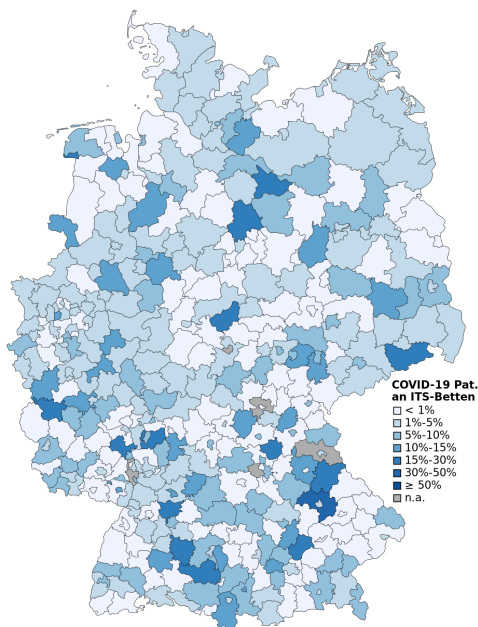 COVID-19 Pat.
an ITS-Betten
< 1%
1%-5%
5%-10%
10%-15%
15%-30%
30%-50%
≥ 50%
n.a.